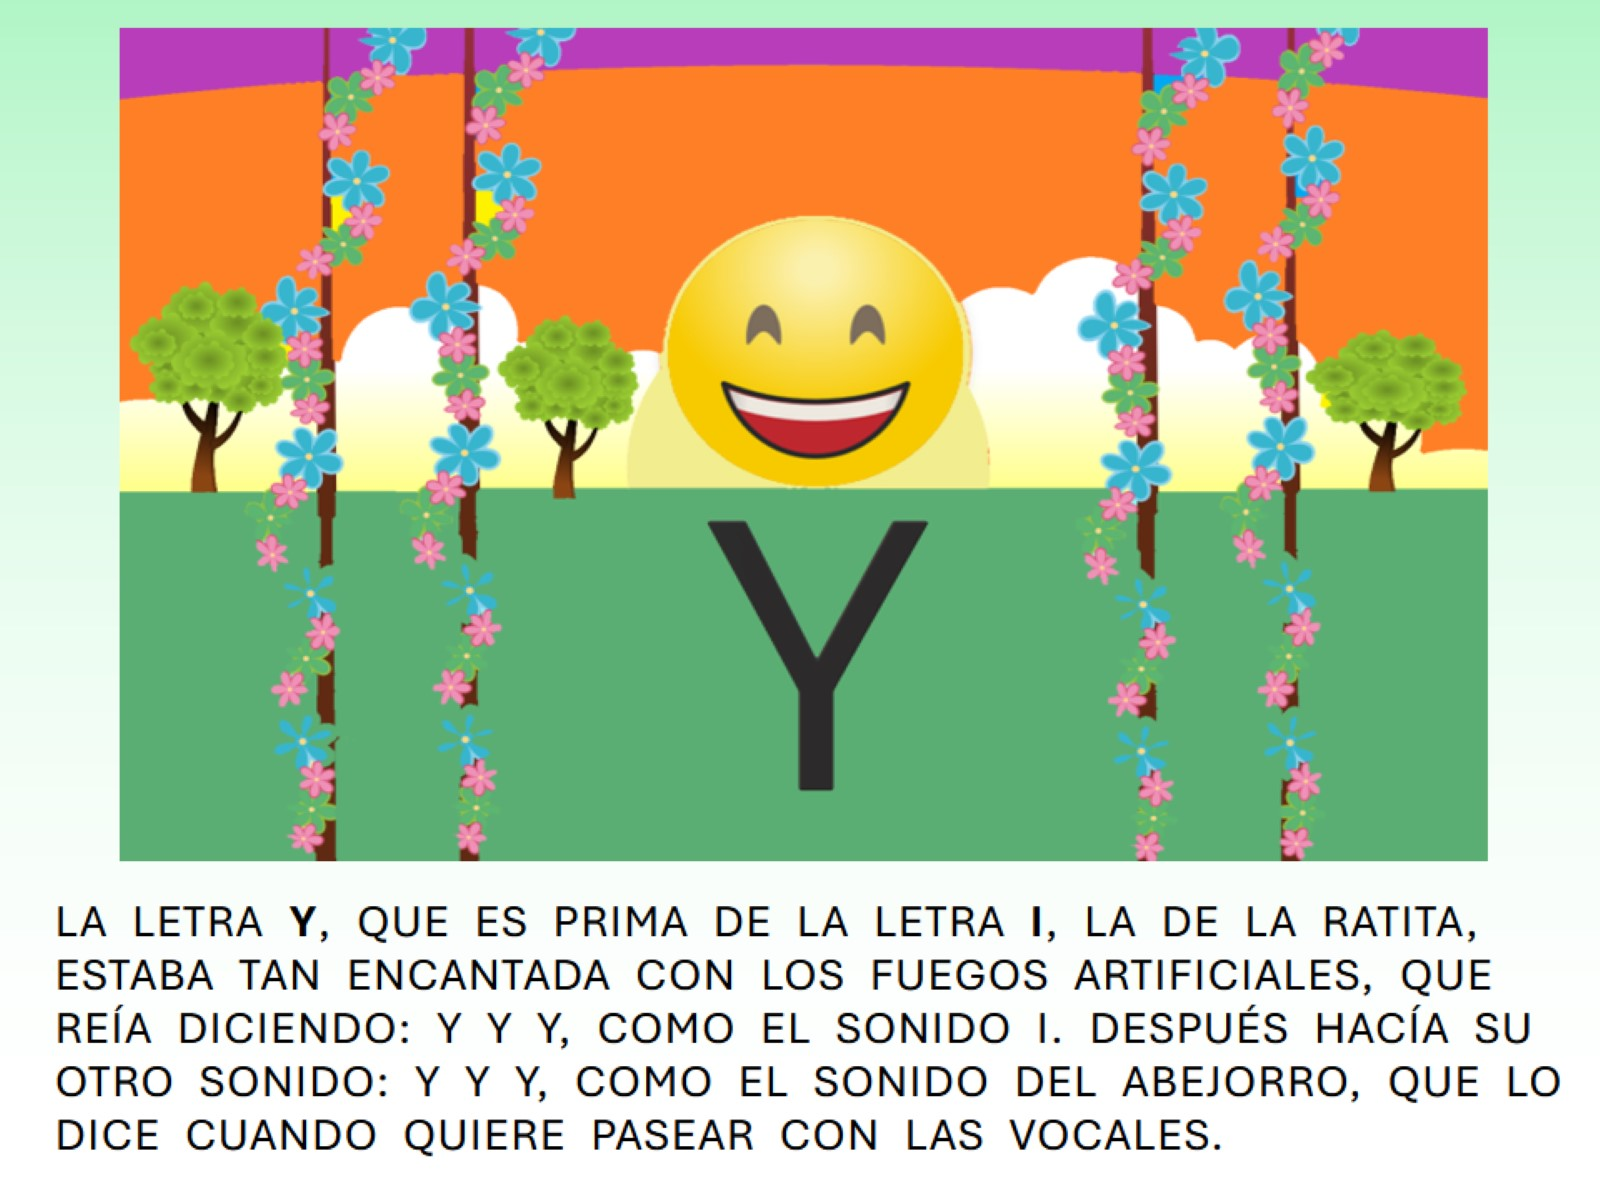 Y
LA LETRA Y, QUE ES PRIMA DE LA LETRA I, LA DE LA RATITA,
ESTABA TAN ENCANTADA CON LOS FUEGOS ARTIFICIALES, QUE
REÍA DICIENDO: Y Y Y, COMO EL SONIDO I. DESPUÉS HACÍA SU
OTRO SONIDO: Y Y Y, COMO EL SONIDO DEL ABEJORRO, QUE LO
DICE CUANDO QUIERE PASEAR CON LAS VOCALES.